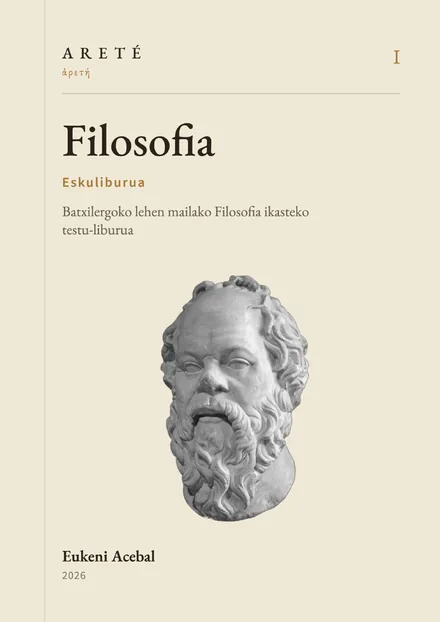 ARETÉ
ἀρετή
I
Filosofia
Eskuliburua
Batxilergoko lehen mailako Filosofia ikasteko
testu-liburua
Eukeni Acebal
2026